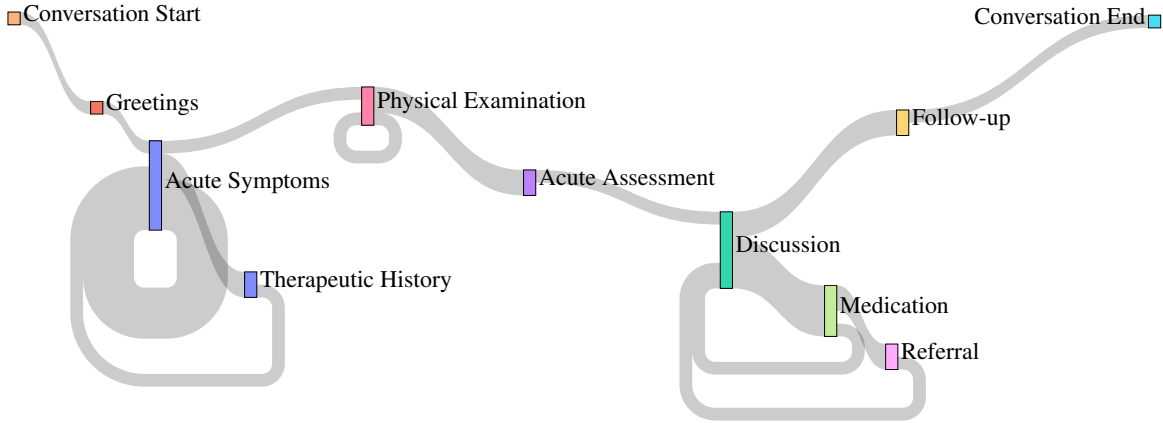 Conversation Start
Conversation End
Greetings
Physical Examination
Follow-up
Acute Symptoms
Acute Assessment
Discussion
Therapeutic History
Medication
Referral